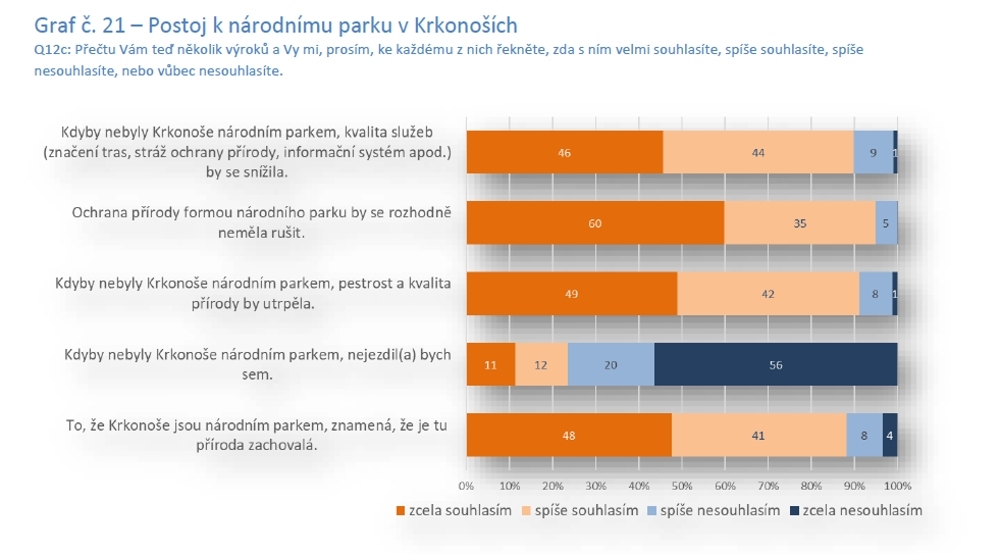 Graf č. 21 – Postoj k národnímu parku v Krkonoších
Q12c: Přečtu Vám teď několik výroků a Vy mi, prosím, ke každému z nich řekněte, zda s ním velmi souhlasíte, spíše souhlasíte, spíše
nesouhlasíte, nebo vůbec nesouhlasíte.
Kdyby nebyly Krkonoše národním parkem, kvalita služeb
(značení tras, stráž ochrany přírody, informační systém apod.)
by se snížila.
46 44 9 1
Ochrana přírody formou národního parku by se rozhodně
neměla rušit.
60 35 5
Kdyby nebyly Krkonoše národním parkem, pestrost a kvalita
přírody by utrpěla.
49 42 8 1
Kdyby nebyly Krkonoše národním parkem, nejezdil(a) bych
sem.
11 12 20 56
To, že Krkonoše jsou národním parkem, znamená, že je tu
příroda zachovalá.
48 41 8 4
0% 10% 20% 30% 40% 50% 60% 70% 80% 90% 100%
zcela souhlasím spíše souhlasím spíše nesouhlasím zcela nesouhlasím